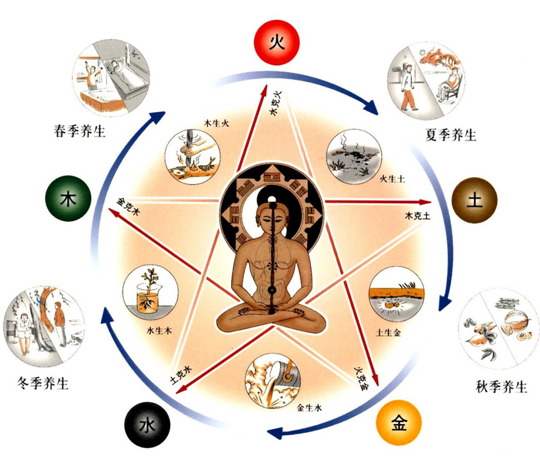 火
春季养生
夏季养生
木生火
水克火
火生土
木
金克木
木克土
土
水生木
土生金
冬季养生
土克水
火克金
秋季养生
金生水
水
金